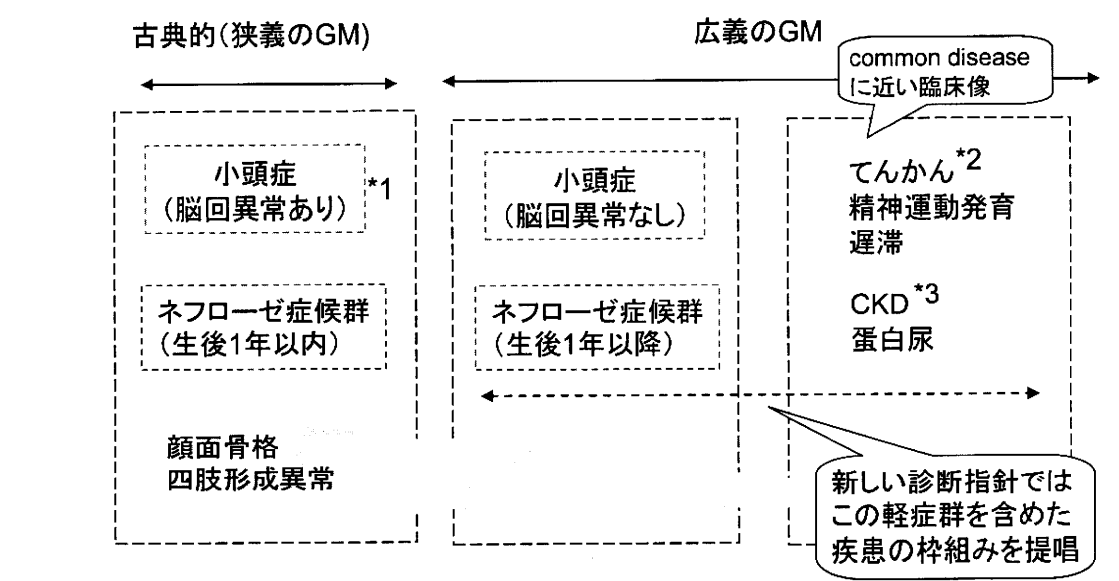 古典的(狭義のGM)
広義のGM
common disease
に近い臨床像
小頭症
(脳回異常あり)
*1
ネフローゼ症候群
(生後1年以内)
顔面骨格
四肢形成異常
小頭症
(脳回異常なし)
ネフローゼ症候群
(生後1年以降)
てんかん*2
精神運動発育
遅滞
CKD*3
蛋白尿
新しい診断指針では
この軽症群を含めた
疾患の枠組みを提唱